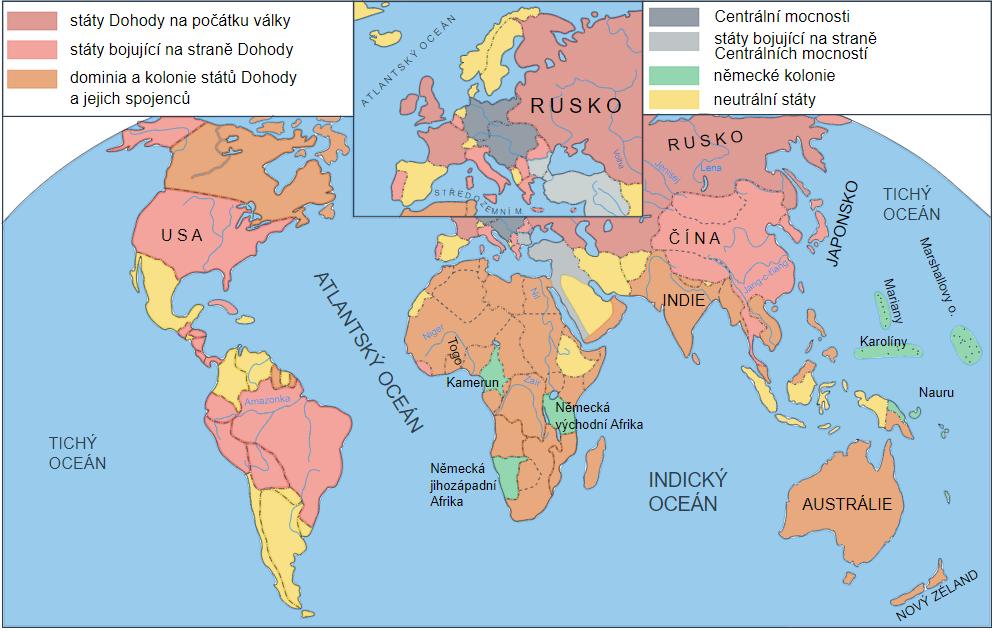 státy Dohody na počátku války
státy bojující na straně Dohody
dominia a kolonie států Dohody
a jejich spojenců
Centrální mocnosti
státy bojující na straně
Centrálních mocností
německé kolonie
neutrální státy
ATLANTSKÝ OCEÁN
RUSKO
Volha
STŘEDOZEMNÍ M.
RUSKO
Jenisej
Lena
TICHÝ
OCEÁN
JAPONSKO
USA
ČÍNA
Jang-c-ťiang
Marshallovy o.
Mariany
INDIE
ATLANTSKÝ OCEÁN
Nil
Niger
Togo
Karolíny
Kamerun
Zair
Nauru
Amazonka
Německá
východní Afrika
TICHÝ
OCEÁN
Německá
jihozápadní
Afrika
INDICKÝ
OCEÁN
AUSTRÁLIE
NOVÝ ZÉLAND